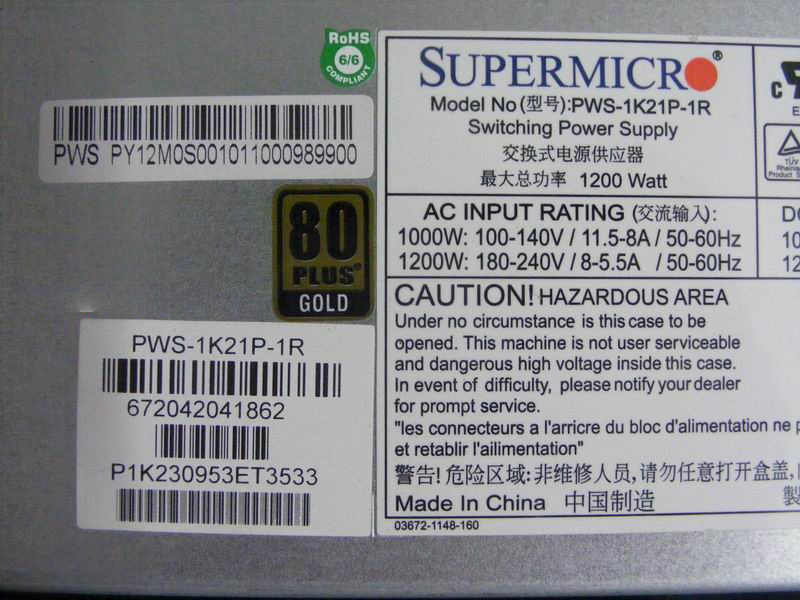 RoHS
6/6
COMPLIANT
PWS PY12M0S001011000989900
80
PLUS®
GOLD
PWS-1K21P-1R
672042041862
P1K230953ET3533
SUPERMICRO®
Model No(型号):PWS-1K21P-1R
Switching Power Supply
交换式电源供应器
最大总功率 1200 Watt
AC INPUT RATING (交流输入):
1000W: 100-140V / 11.5-8A / 50-60Hz
1200W: 180-240V / 8-5.5A / 50-60Hz
CAUTION! HAZARDOUS AREA
Under no circumstance is this case to be
opened. This machine is not user serviceable
and dangerous high voltage inside this case.
In event of difficulty, please notify your dealer
for prompt service.
"les connecteurs a l'arricre du bloc d'alimentation ne
et retablir l'ailimentation"
警告! 危险区域:非维修人员,请勿任意打开盒盖,
Made In China 中国制造
製
03672-1148-160
c
E
TÜV
Rheinla
Product S
DC
10
12